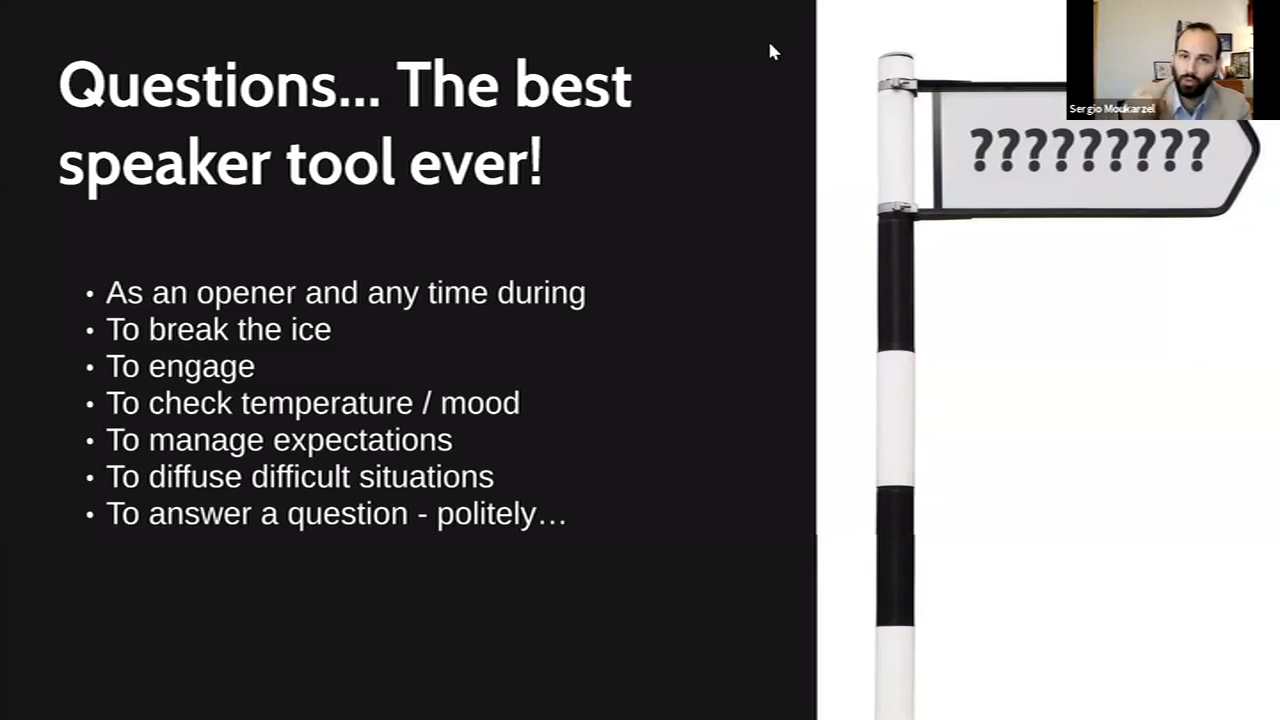 Questions... The best
speaker tool ever!
• As an opener and any time during
• To break the ice
• To engage
• To check temperature / mood
• To manage expectations
• To diffuse difficult situations
• To answer a question - politely…
?????????
Sergio Moukarzel